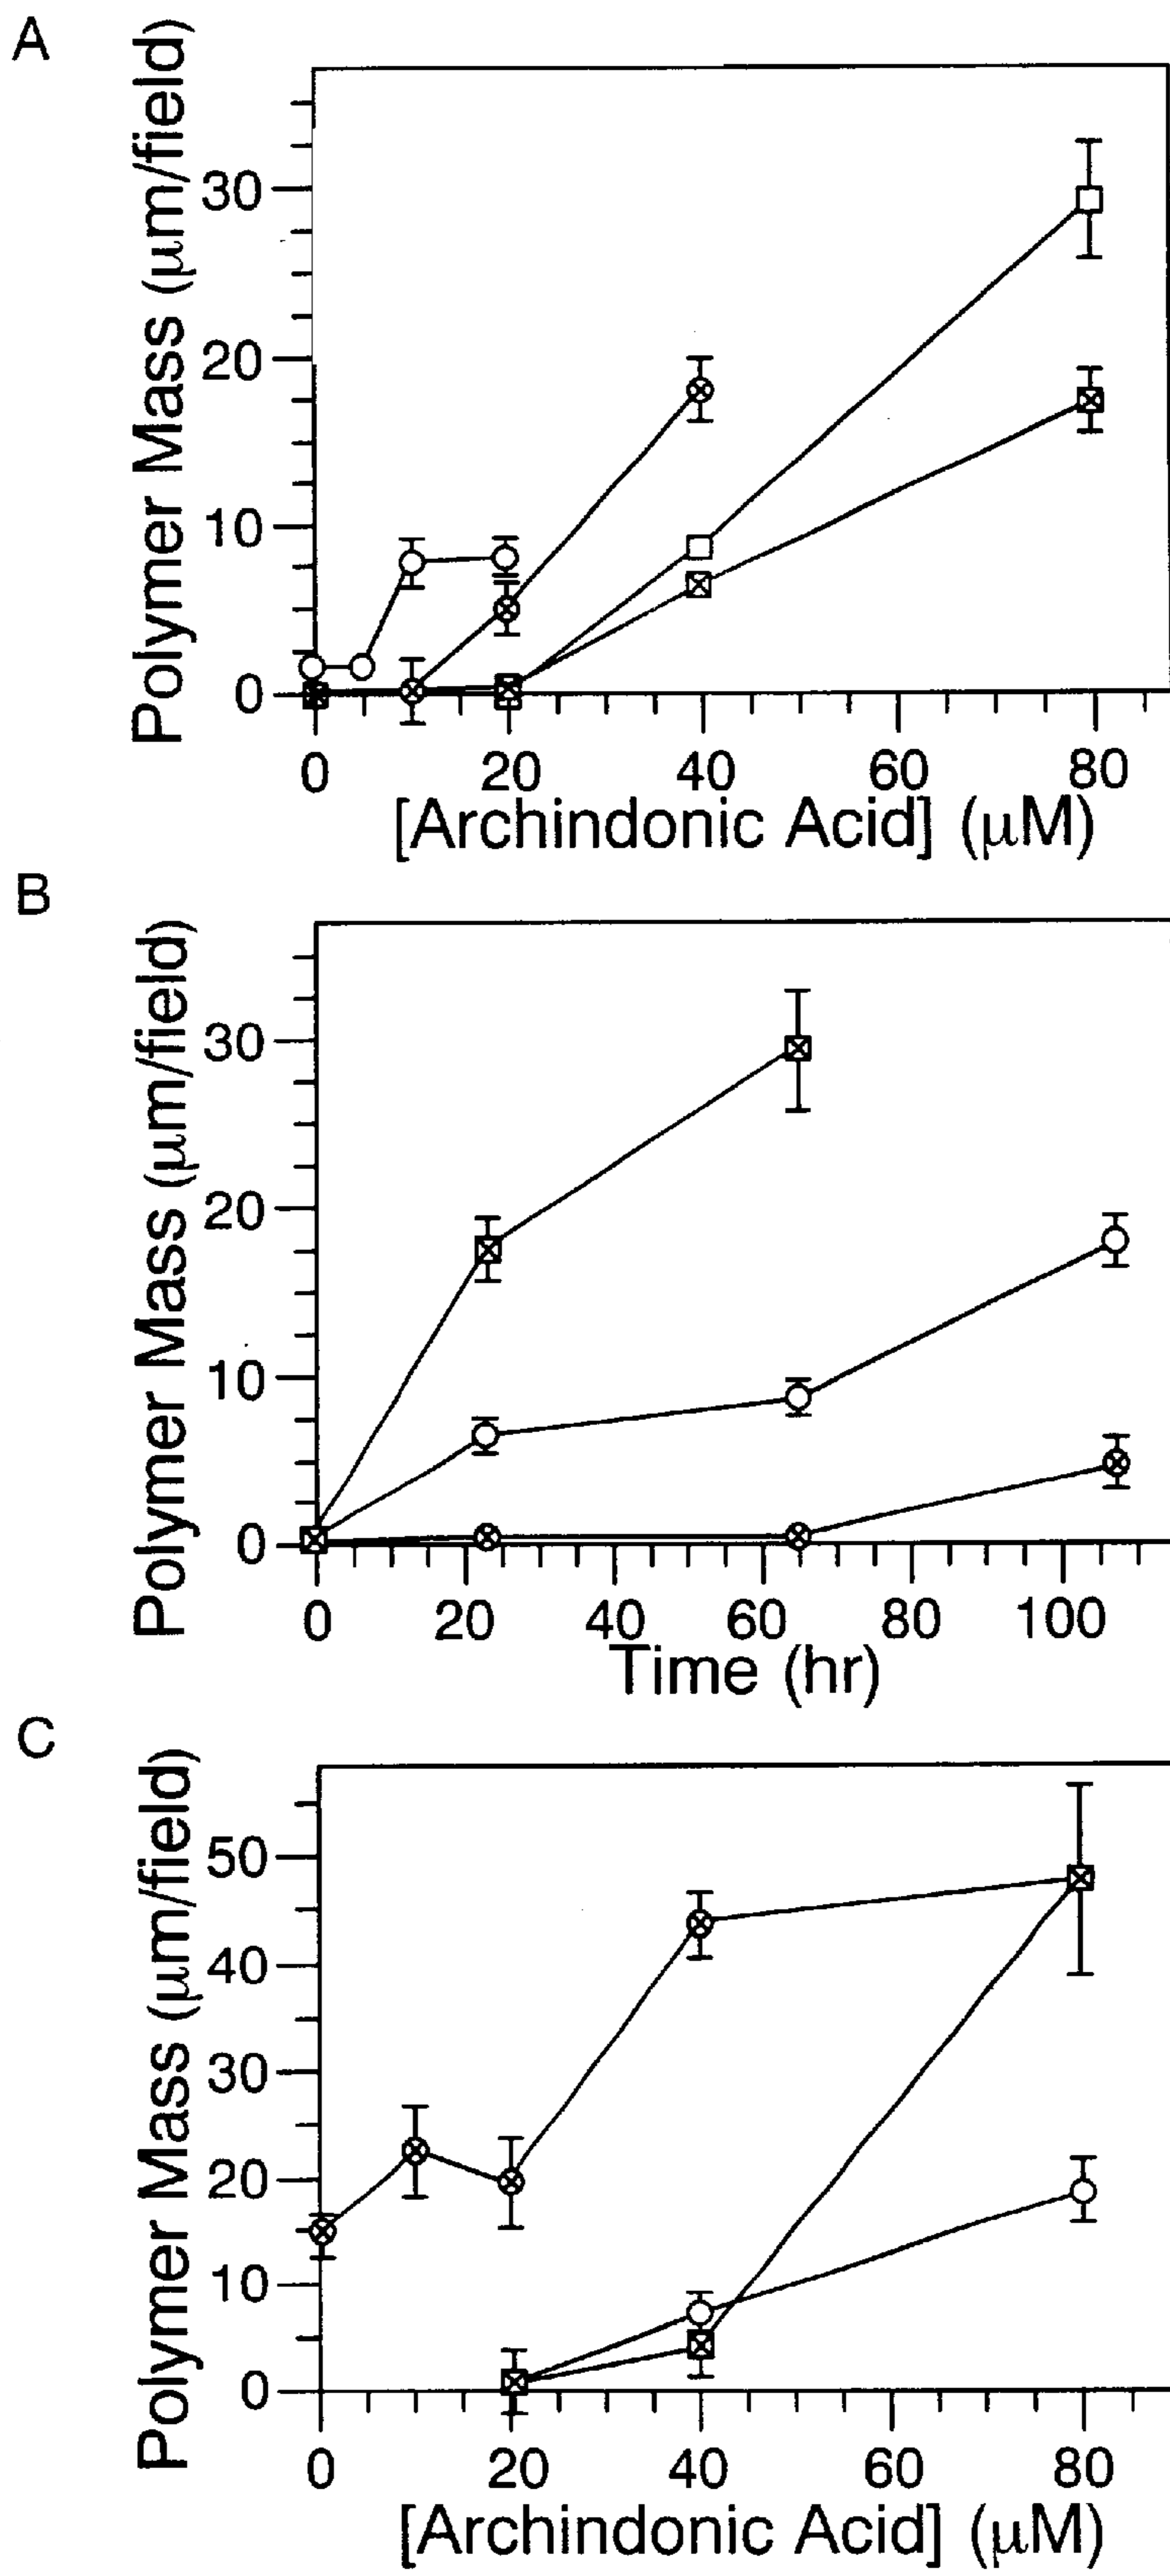 A
Polymer Mass (μm/field)
30
20
10
0
0 20 40 60 80
[Archindonic Acid] (μM)
B
Polymer Mass (μm/field)
30
20
10
0
0 20 40 60 80 100
Time (hr)
C
Polymer Mass (μm/field)
50
40
30
20
10
0
0 20 40 60 80
[Archindonic Acid] (μM)